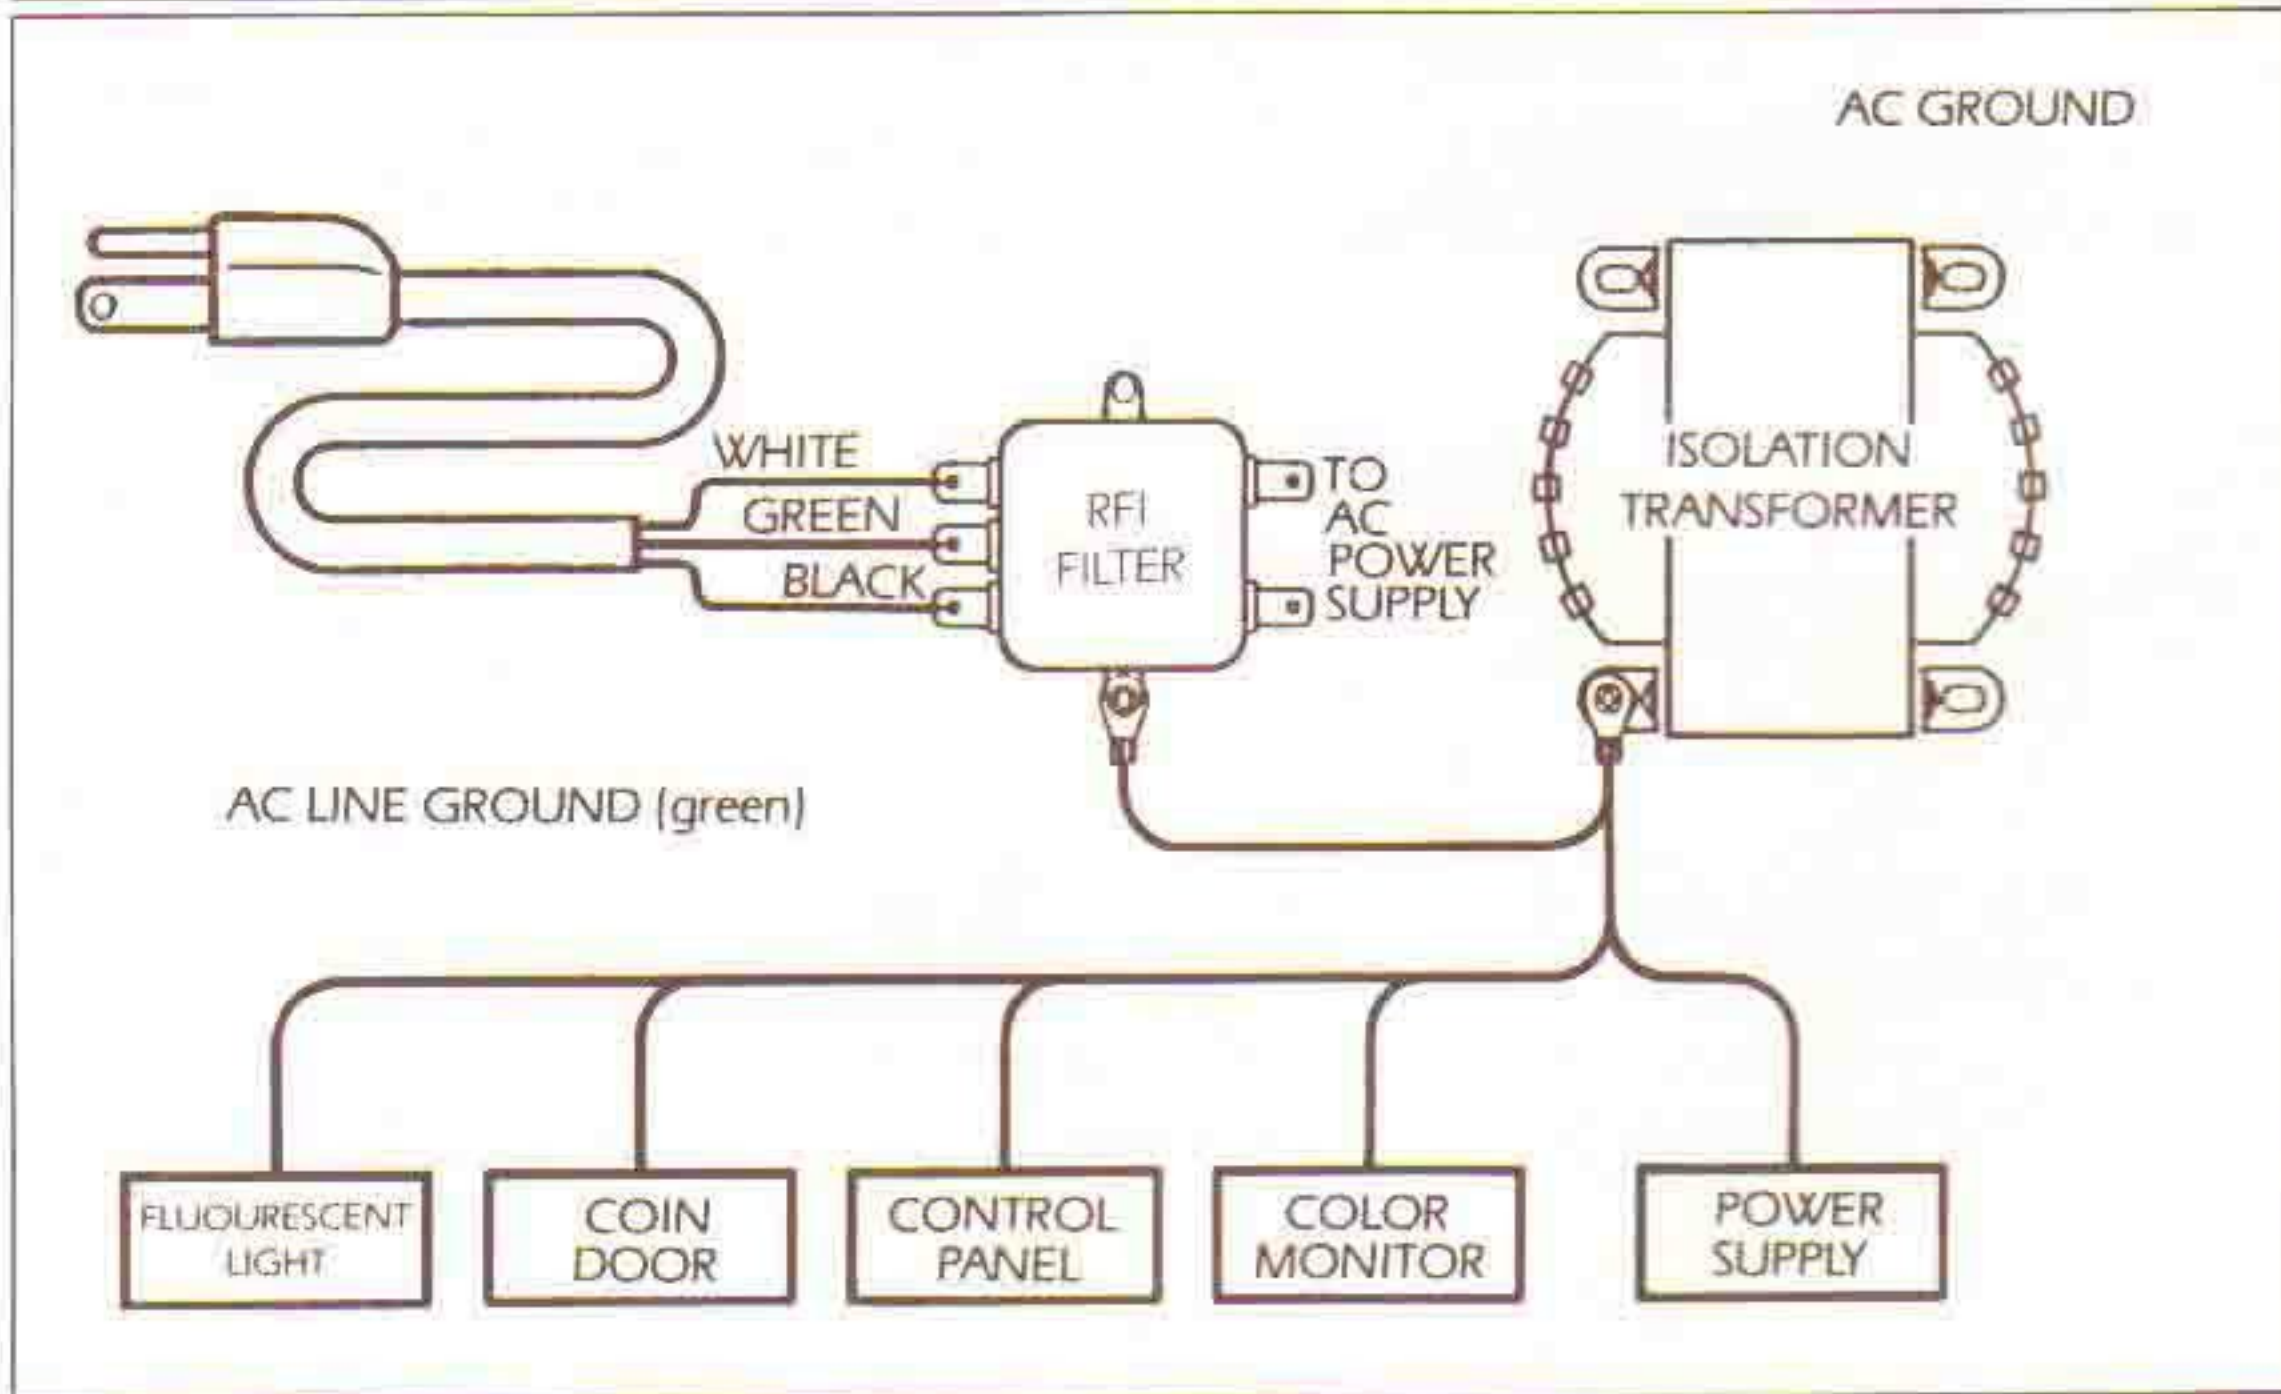 AC GROUND
WHITE
GREEN
BLACK
RFI
FILTER
TO
AC
POWER
SUPPLY
ISOLATION
TRANSFORMER
AC LINE GROUND (green)
FLUOURESCENT
LIGHT
COIN
DOOR
CONTROL
PANEL
COLOR
MONITOR
POWER
SUPPLY